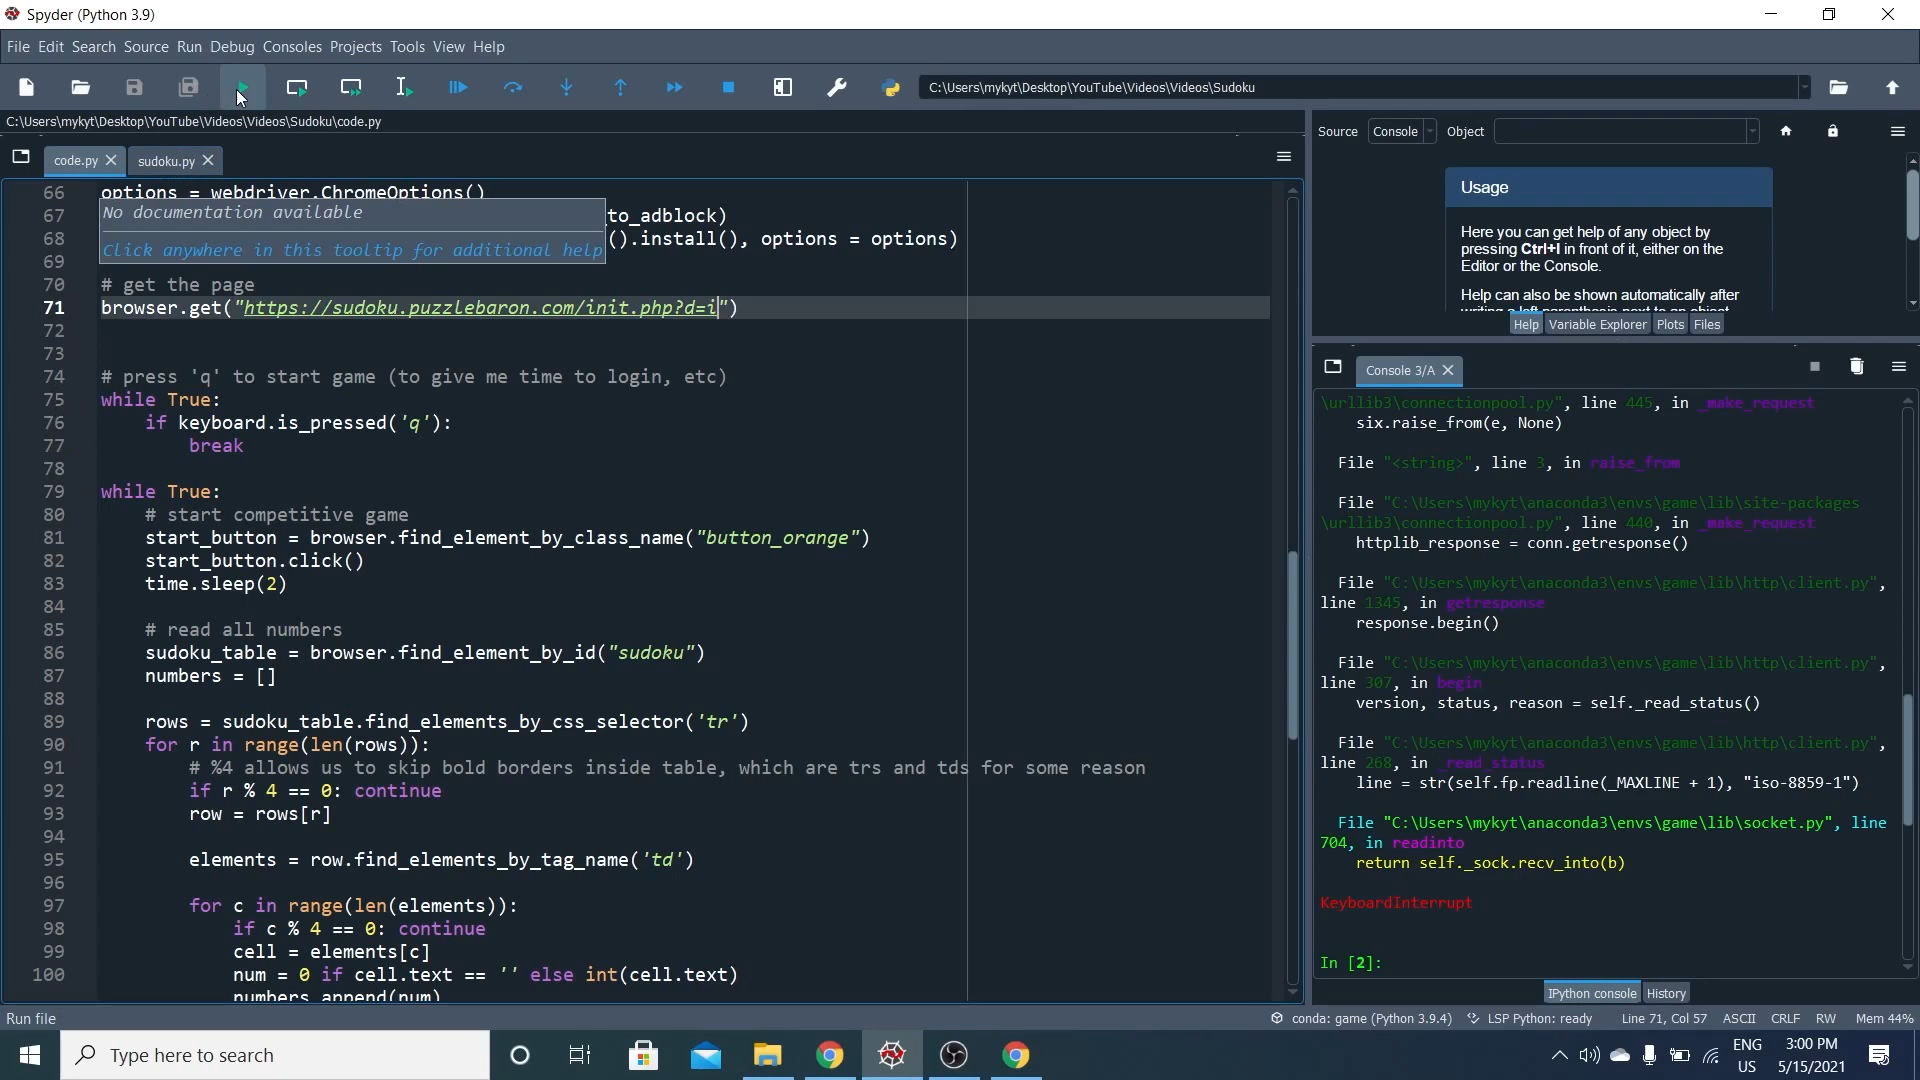 Spyder (Python 3.9)
File Edit Search Source Run Debug Consoles Projects Tools View Help
C:\Users\mykyt\Desktop\YouTube\Videos\Videos\Sudoku
C:\Users\mykyt\Desktop\YouTube\Videos\Videos\Sudoku\code.py
code.py
sudoku.py
66 options = webdriver.ChromeOptions()
67 to_adblock)
68 ().install(), options = options)
No documentation available
Click anywhere in this tooltip for additional help
69
70 # get the page
71 browser.get("https://sudoku.puzzlebaron.com/init.php?d=i")
72
73
74 # press 'q' to start game (to give me time to login, etc)
75 while True:
76 if keyboard.is_pressed('q'):
77 break
78
79 while True:
80 # start competitive game
81 start_button = browser.find_element_by_class_name("button_orange")
82 start_button.click()
83 time.sleep(2)
84
85 # read all numbers
86 sudoku_table = browser.find_element_by_id("sudoku")
87 numbers = []
88
89 rows = sudoku_table.find_elements_by_css_selector('tr')
90 for r in range(len(rows)):
91 # %4 allows us to skip bold borders inside table, which are trs and tds for some reason
92 if r % 4 == 0: continue
93 row = rows[r]
94
95 elements = row.find_elements_by_tag_name('td')
96
97 for c in range(len(elements)):
98 if c % 4 == 0: continue
99 cell = elements[c]
100 num = 0 if cell.text == '' else int(cell.text)
numbers.append(num)
Source Console Object
Usage
Here you can get help of any object by
pressing Ctrl+I in front of it, either on the
Editor or the Console.
Help can also be shown automatically after
writing a left parenthesis next to an object
Help Variable Explorer Plots Files
Console 3/A
\urllib3\connectionpool.py", line 445, in _make_request
six.raise_from(e, None)
File "<string>", line 3, in raise_from
File "C:\Users\mykyt\anaconda3\envs\game\lib\site-packages
\urllib3\connectionpool.py", line 440, in _make_request
httplib_response = conn.getresponse()
File "C:\Users\mykyt\anaconda3\envs\game\lib\http\client.py",
line 1345, in getresponse
response.begin()
File "C:\Users\mykyt\anaconda3\envs\game\lib\http\client.py",
line 307, in begin
version, status, reason = self._read_status()
File "C:\Users\mykyt\anaconda3\envs\game\lib\http\client.py",
line 268, in _read_status
line = str(self.fp.readline(_MAXLINE + 1), "iso-8859-1")
File "C:\Users\mykyt\anaconda3\envs\game\lib\socket.py", line
704, in readinto
return self._sock.recv_into(b)
KeyboardInterrupt
In [2]:
IPython console History
Run file
conda: game (Python 3.9.4) LSP Python: ready Line 71, Col 57 ASCII CRLF RW Mem 44%
Type here to search
ENG
US
3:00 PM
5/15/2021